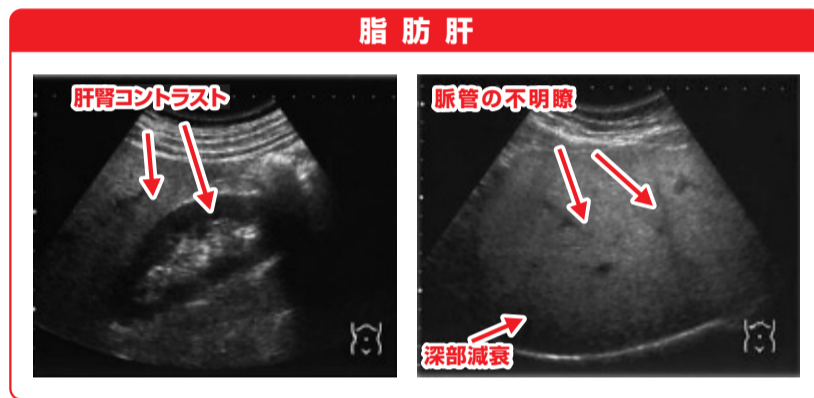 脂肪肝
肝腎コントラスト
脈管の不明瞭
深部減衰